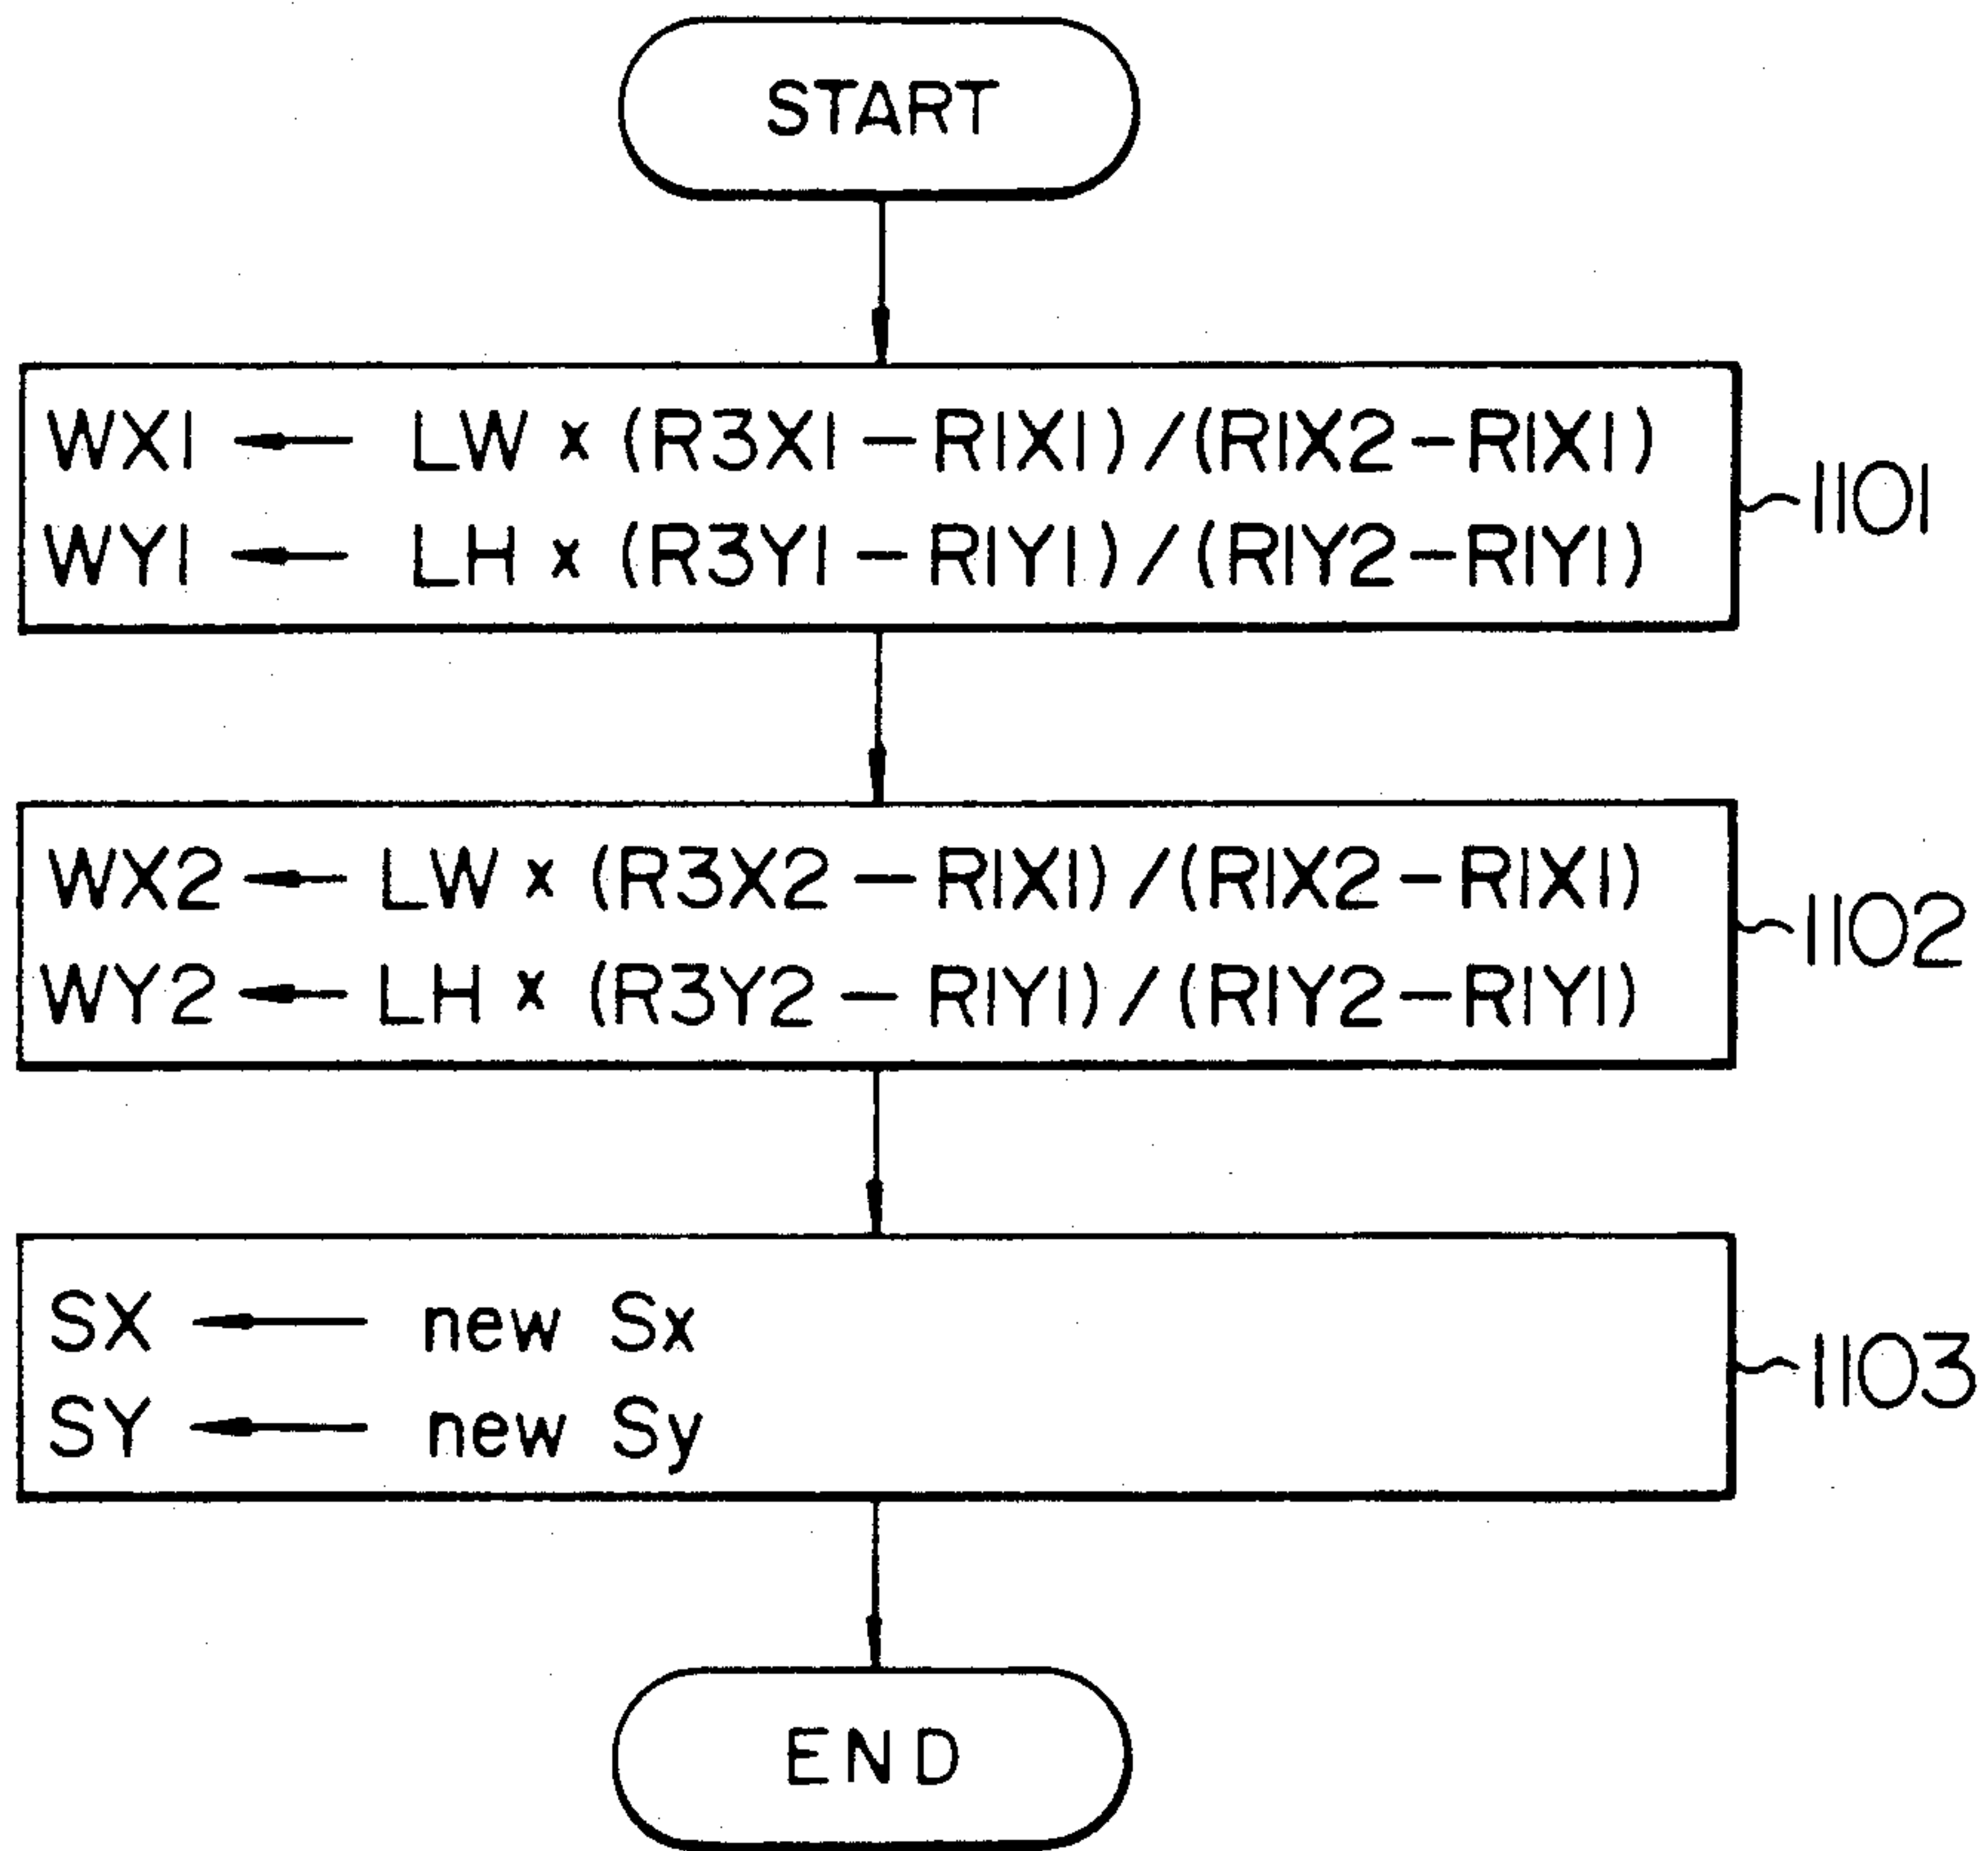 START
WX1 ← LW × (R3X1 − R1X1) / (R1X2 − R1X1)
WY1 ← LH × (R3Y1 − R1Y1) / (R1Y2 − R1Y1)
1101
WX2 ← LW × (R3X2 − R1X1) / (R1X2 − R1X1)
WY2 ← LH × (R3Y2 − R1Y1) / (R1Y2 − R1Y1)
1102
SX ← new Sx
SY ← new Sy
1103
END